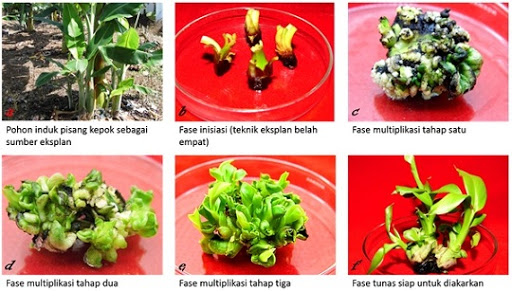 a
b
c
Pohon induk pisang kepok sebagai
sumber eksplan
Fase inisiasi (teknik eksplan belah
empat)
Fase multiplikasi tahap satu
d
e
f
Fase multiplikasi tahap dua
Fase multiplikasi tahap tiga
Fase tunas siap untuk diakarkan